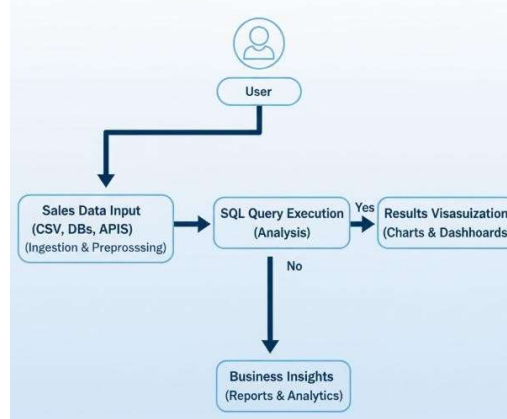 User
Sales Data Input
(CSV, DBs, APIS)
(Ingestion & Preprosssing)
SQL Query Execution
(Analysis)
Yes
Results Visasuization
(Charts & Dashhoards
No
Business Insights
(Reports & Analytics)